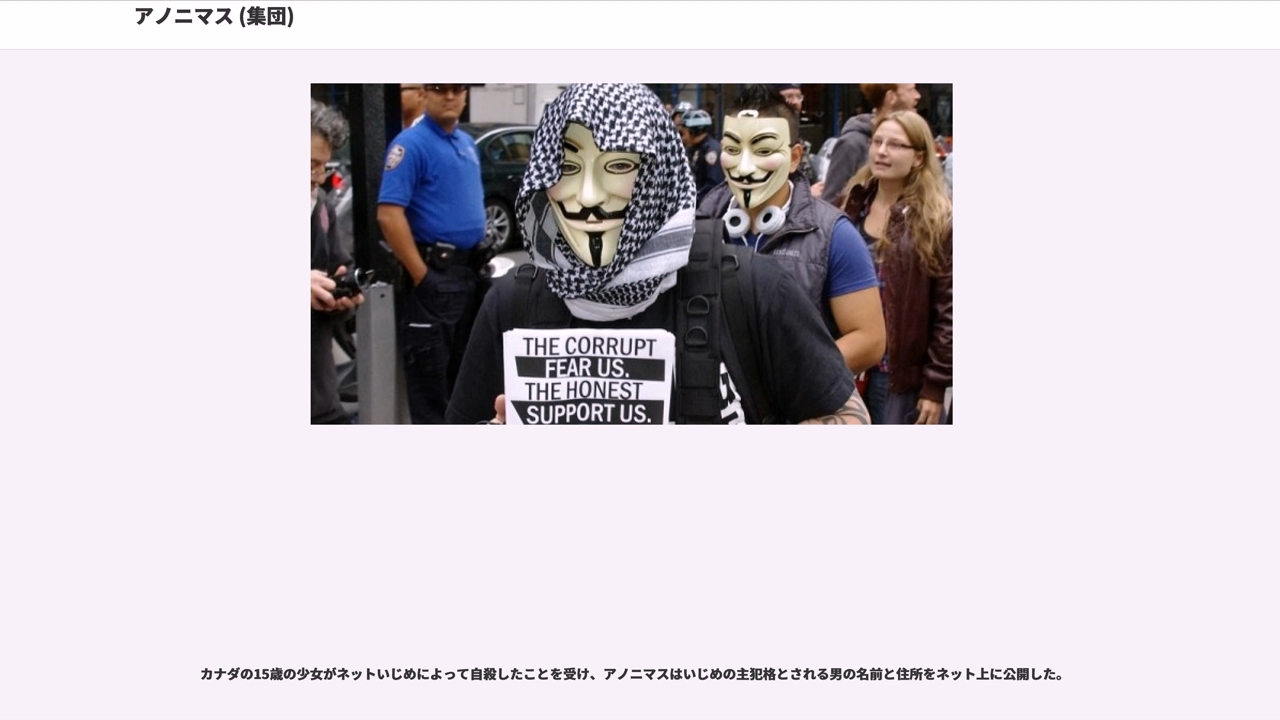 アノニマス (集団)
THE CORRUPT
FEAR US.
THE HONEST
SUPPORT US.
カナダの15歳の少女がネットいじめによって自殺したことを受け、アノニマスはいじめの主犯格とされる男の名前と住所をネット上に公開した。